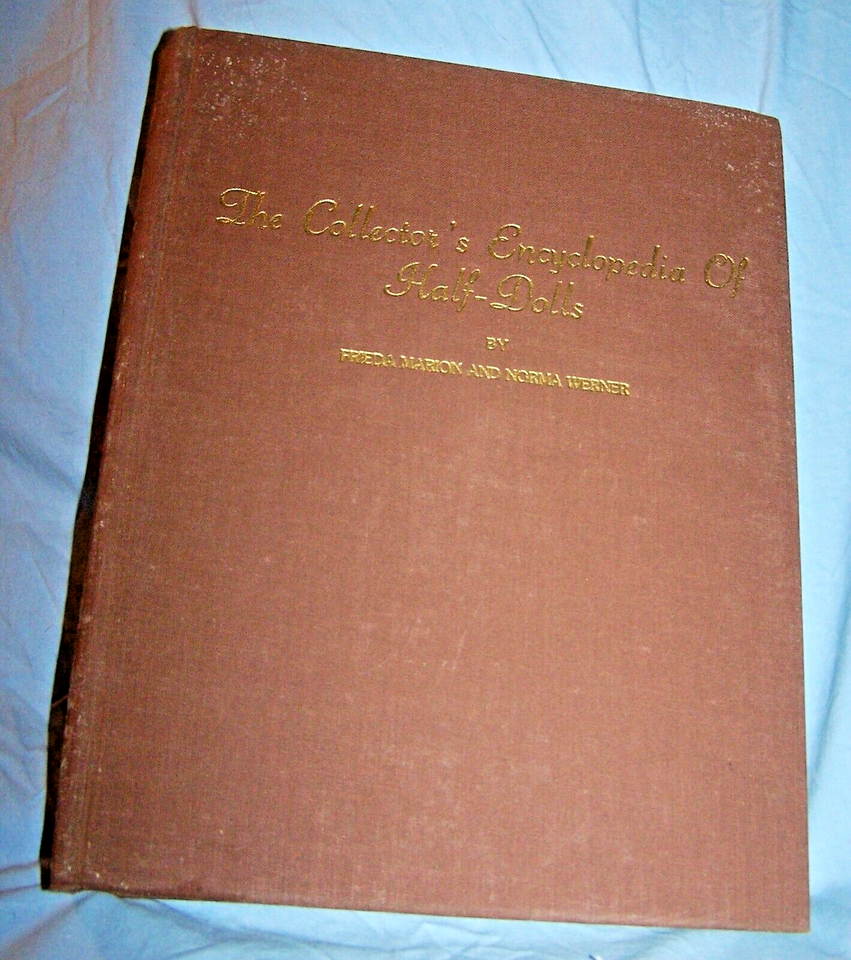 The Collector's Encyclopedia Of
Half-Dolls
BY
FRIEDA MARION AND NORMA WERNER